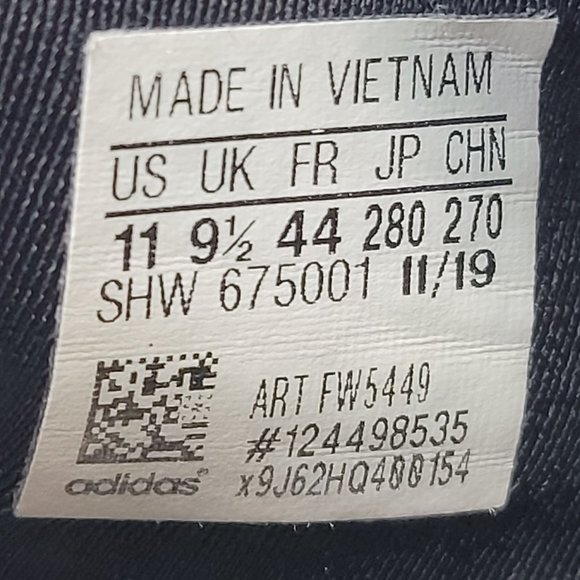 MADE IN VIETNAM
US UK FR JP CHN
11 9½ 44 280 270
SHW 675001 11/19
ART FW5449
#124498535
adidas®